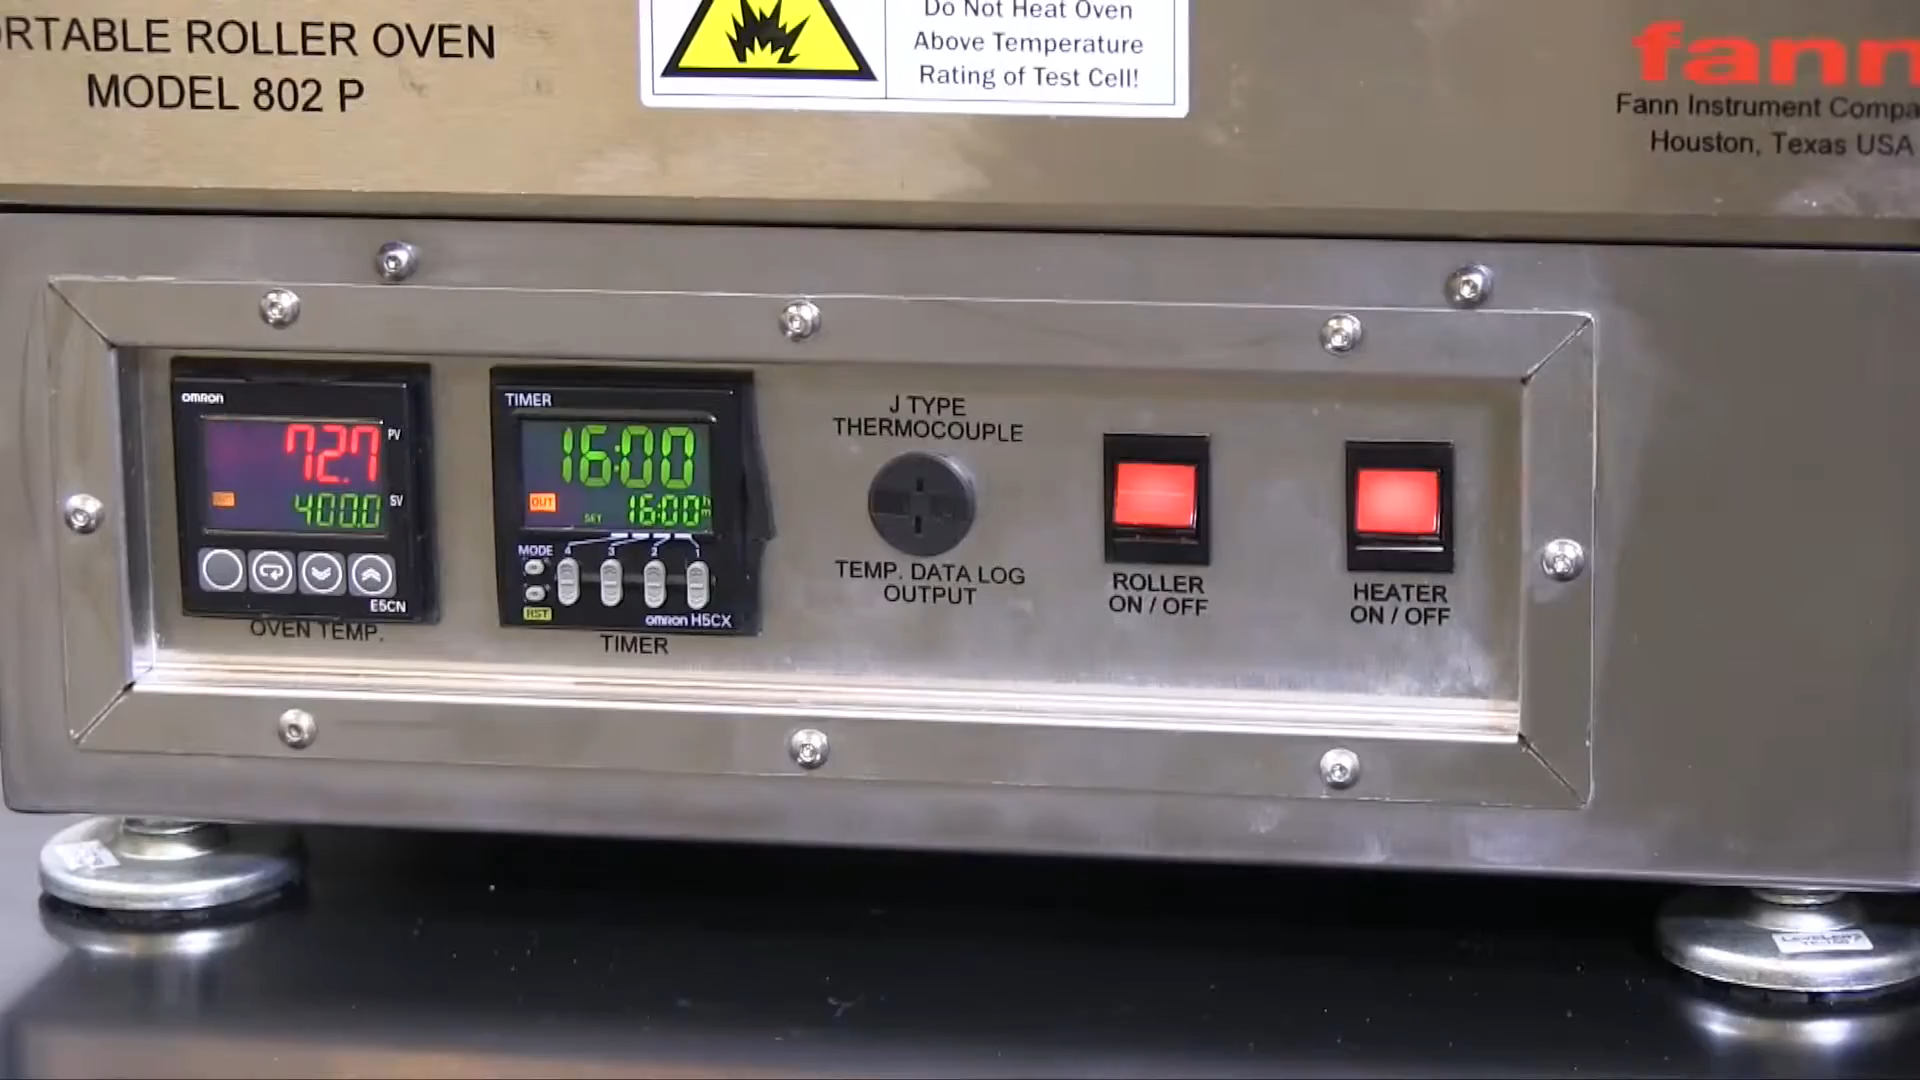 RTABLE ROLLER OVEN
MODEL 802 P
Do Not Heat Oven
Above Temperature
Rating of Test Cell!
fann
Fann Instrument Compa
Houston, Texas USA
OMRON
72.7 PV
400.0 SV
E5CN
OVEN TEMP.
TIMER
16:00
OUT
SET 16:00
MODE 4 3 2 1
RST
OMRON H5CX
TIMER
J TYPE
THERMOCOUPLE
TEMP. DATA LOG
OUTPUT
ROLLER
ON / OFF
HEATER
ON / OFF